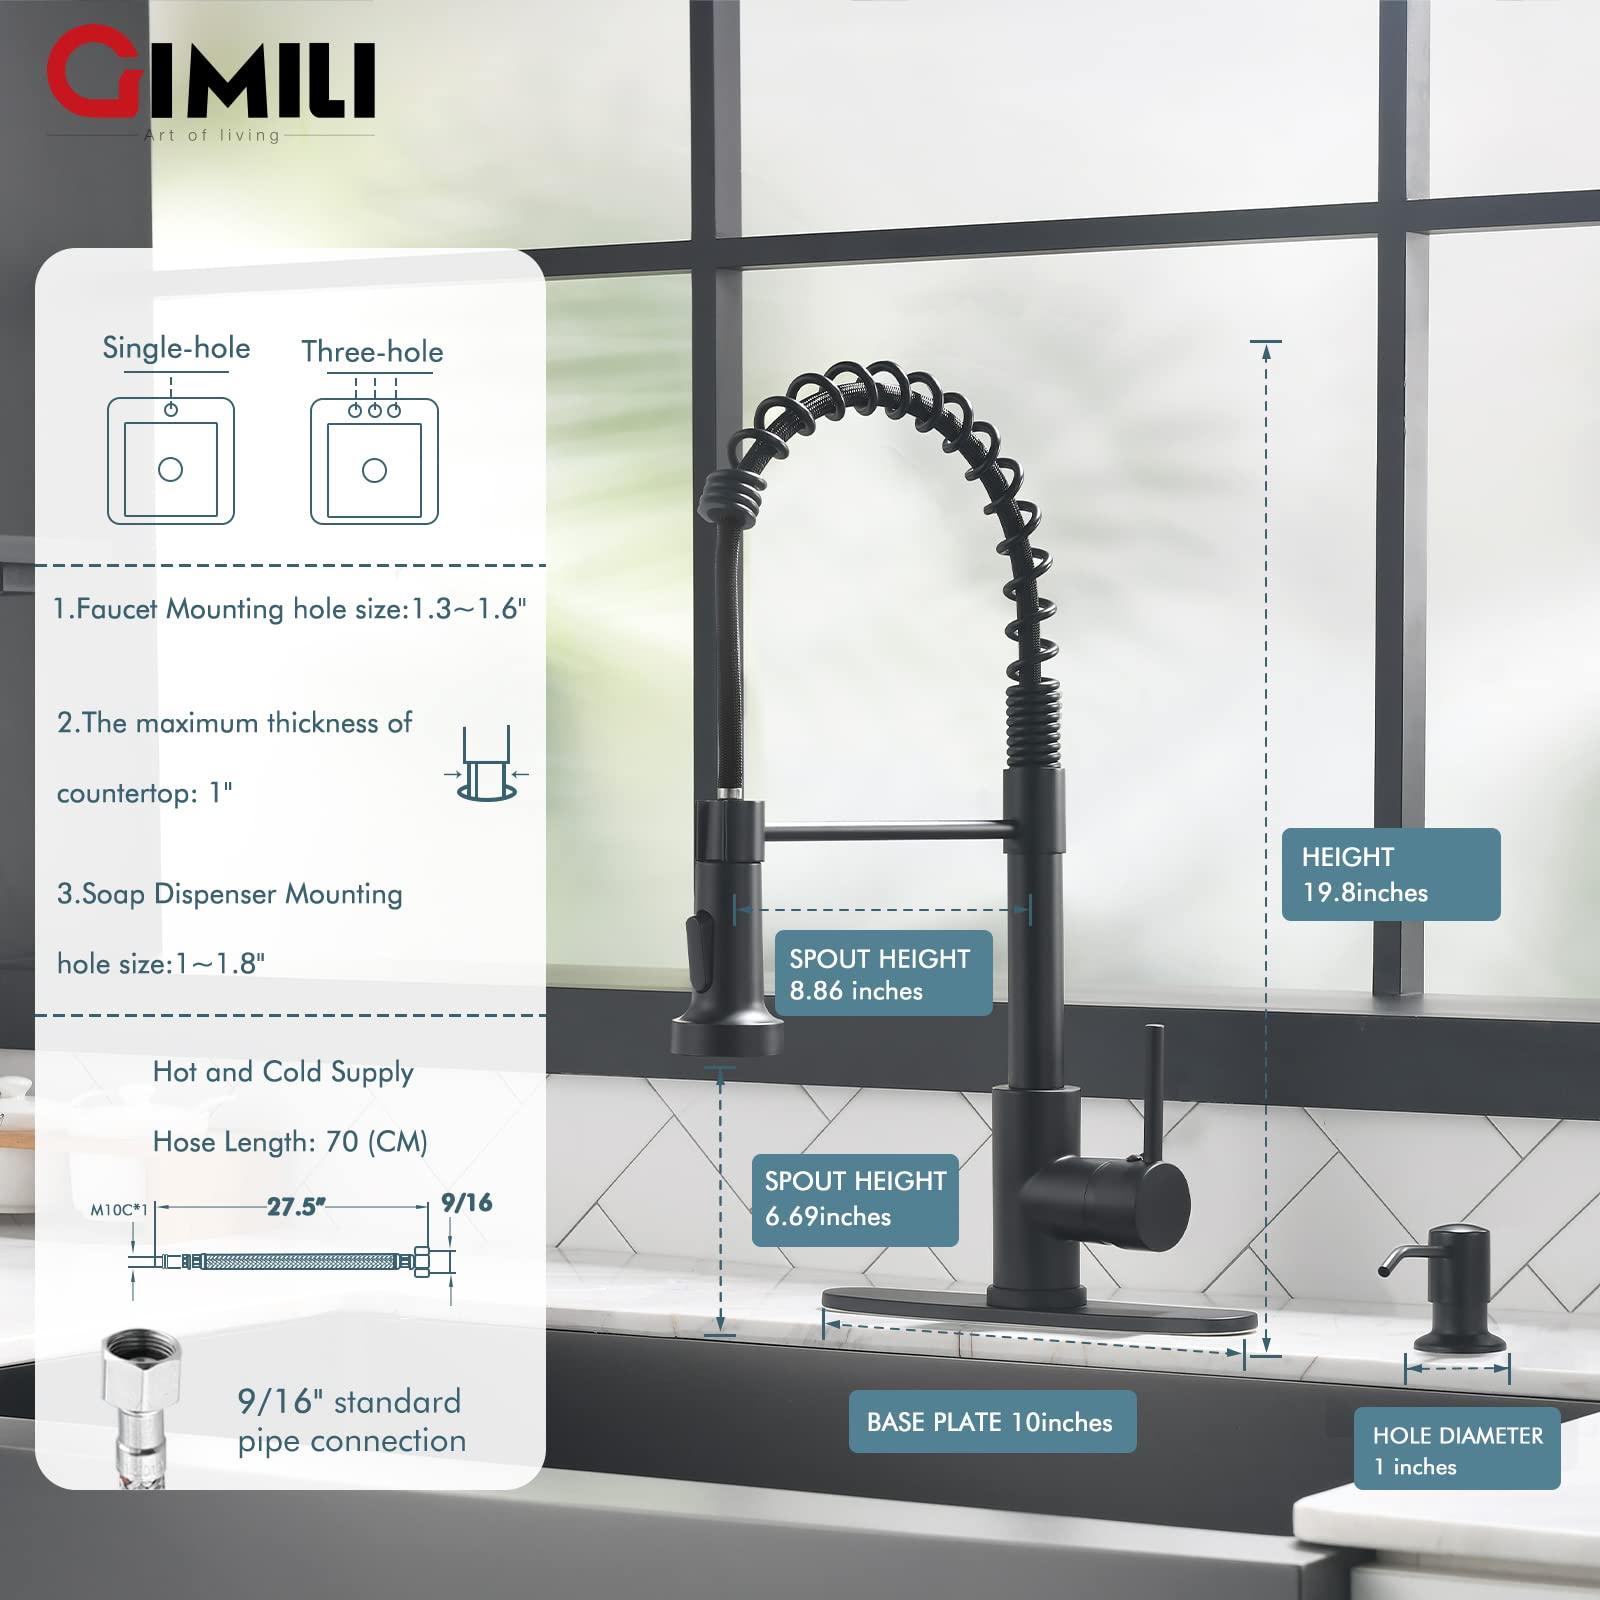 GIMILI
Art of living
Single-hole
Three-hole
1.Faucet Mounting hole size:1.3~1.6"
2.The maximum thickness of
countertop: 1"
3.Soap Dispenser Mounting
hole size:1~1.8"
Hot and Cold Supply
Hose Length: 70 (CM)
M10C*1
27.5"
9/16
9/16" standard
pipe connection
HEIGHT
19.8inches
SPOUT HEIGHT
8.86 inches
SPOUT HEIGHT
6.69inches
BASE PLATE 10inches
HOLE DIAMETER
1 inches